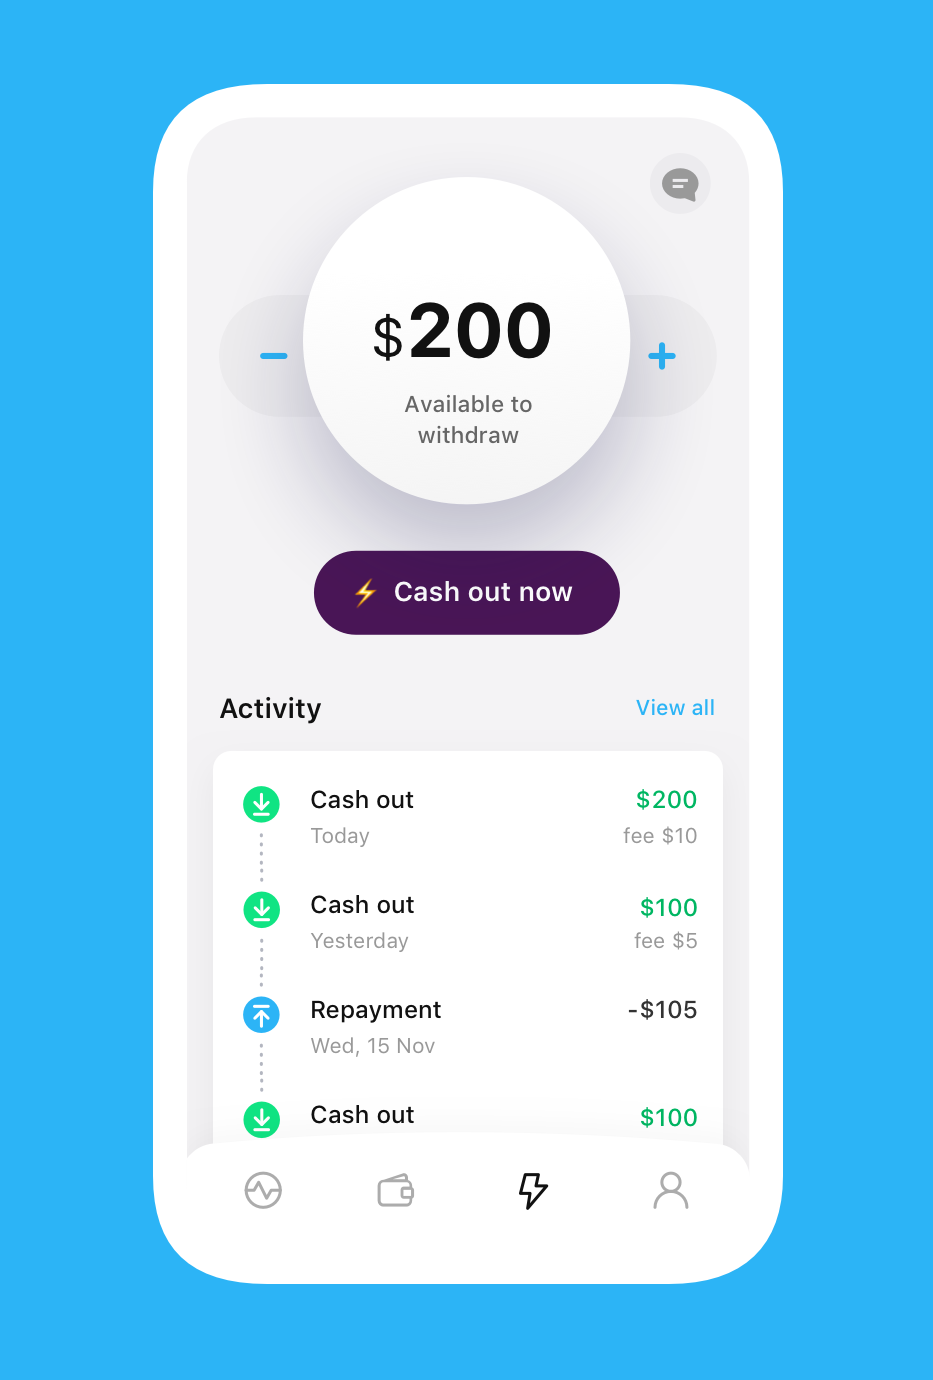 $200
Available to
withdraw
⚡ Cash out now
Activity
View all
Cash out
$200
Today
fee $10
Cash out
$100
Yesterday
fee $5
Repayment
-$105
Wed, 15 Nov
Cash out
$100